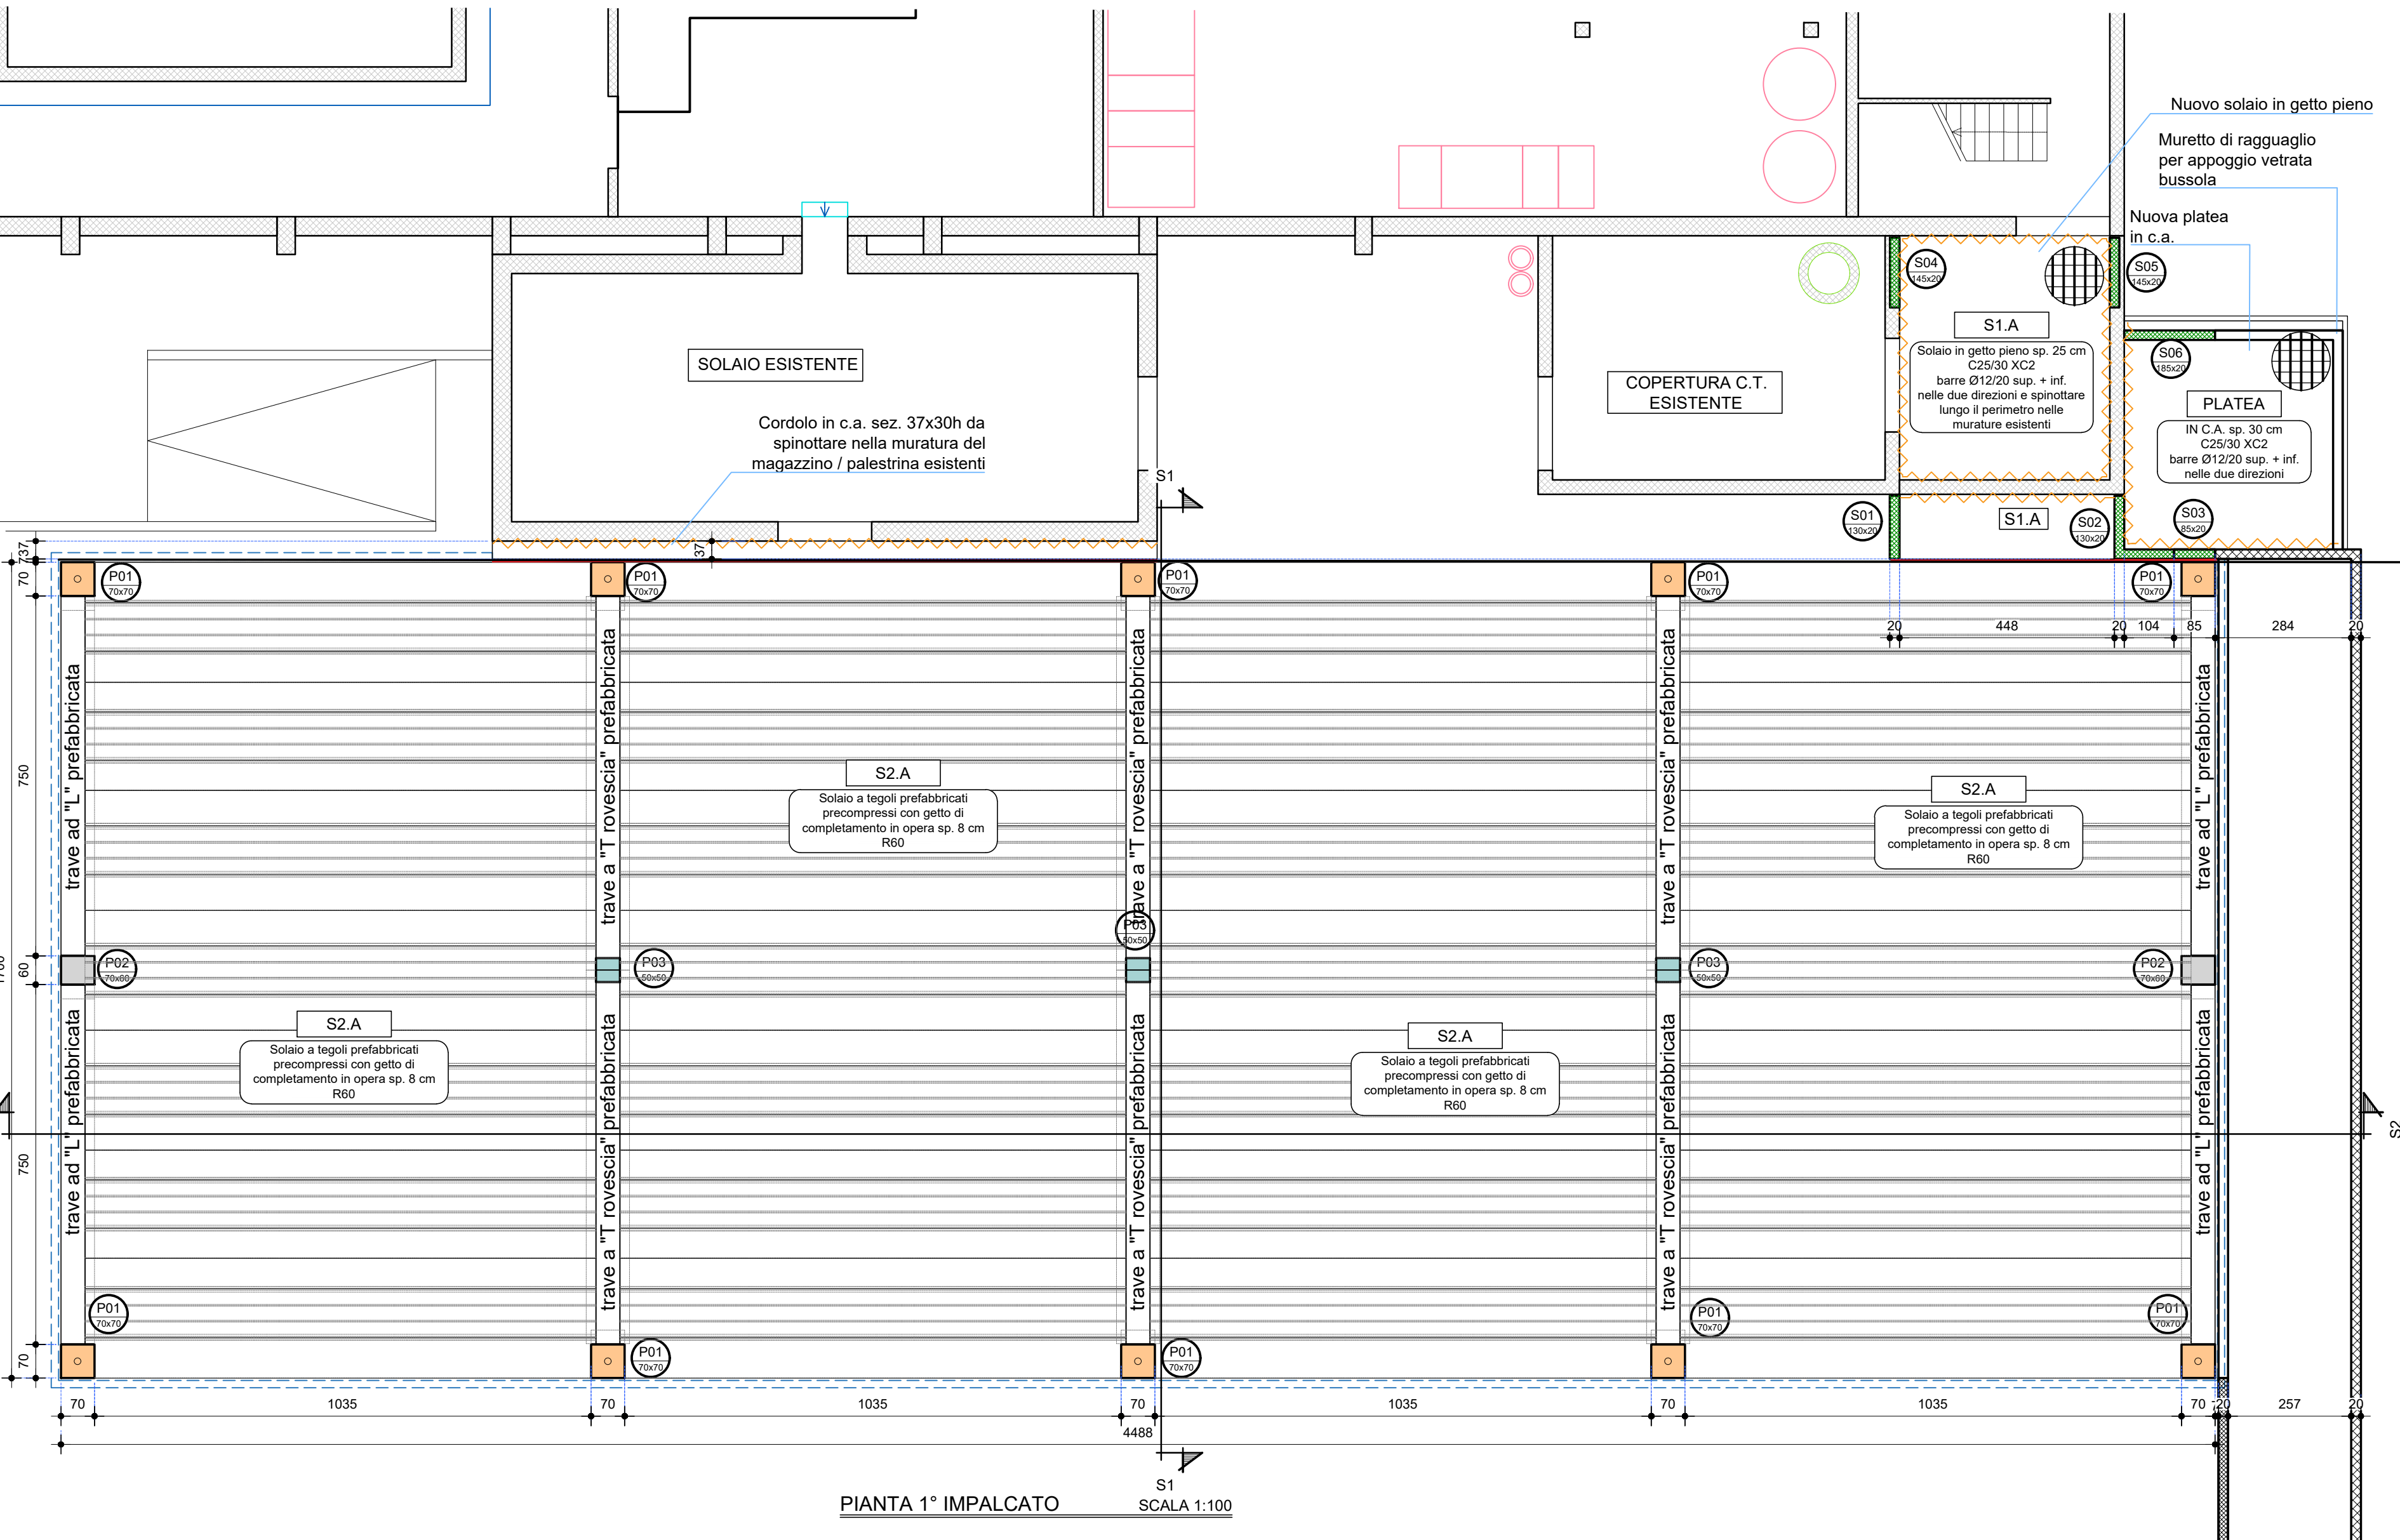 Nuovo solaio in getto pieno
Muretto di ragguaglio
per appoggio vetrata
bussola
Nuova platea
in c.a.
S04
145x20
S05
145x20
S1.A
Solaio in getto pieno sp. 25 cm
C25/30 XC2
barre Ø12/20 sup. + inf.
nelle due direzioni e spinottare
lungo il perimetro nelle
murature esistenti
S06
185x20
PLATEA
IN C.A. sp. 30 cm
C25/30 XC2
barre Ø12/20 sup. + inf.
nelle due direzioni
SOLAIO ESISTENTE
COPERTURA C.T.
ESISTENTE
Cordolo in c.a. sez. 37x30h da
spinottare nella muratura del
magazzino / palestrina esistenti
S1
S01
130x20
S1.A
S02
130x20
S03
85x20
37
737
70
P01
70x70
P01
70x70
P01
70x70
P01
70x70
P01
70x70
20
448
20
104
85
284
20
trave ad "L" prefabbricata
trave a "T rovescia" prefabbricata
trave a "T rovescia" prefabbricata
trave a "T rovescia" prefabbricata
trave ad "L" prefabbricata
750
S2.A
Solaio a tegoli prefabbricati
precompressi con getto di
completamento in opera sp. 8 cm
R60
S2.A
Solaio a tegoli prefabbricati
precompressi con getto di
completamento in opera sp. 8 cm
R60
P03
50x50
60
P02
70x60
P03
50x50
P03
50x50
P02
70x60
S2.A
Solaio a tegoli prefabbricati
precompressi con getto di
completamento in opera sp. 8 cm
R60
S2.A
Solaio a tegoli prefabbricati
precompressi con getto di
completamento in opera sp. 8 cm
R60
trave ad "L" prefabbricata
trave a "T rovescia" prefabbricata
trave a "T rovescia" prefabbricata
trave a "T rovescia" prefabbricata
trave ad "L" prefabbricata
S2
750
P01
70x70
P01
70x70
P01
70x70
P01
70x70
P01
70x70
70
70
1035
70
1035
70
1035
70
1035
70
20
257
20
4488
S1
PIANTA 1° IMPALCATO
SCALA 1:100